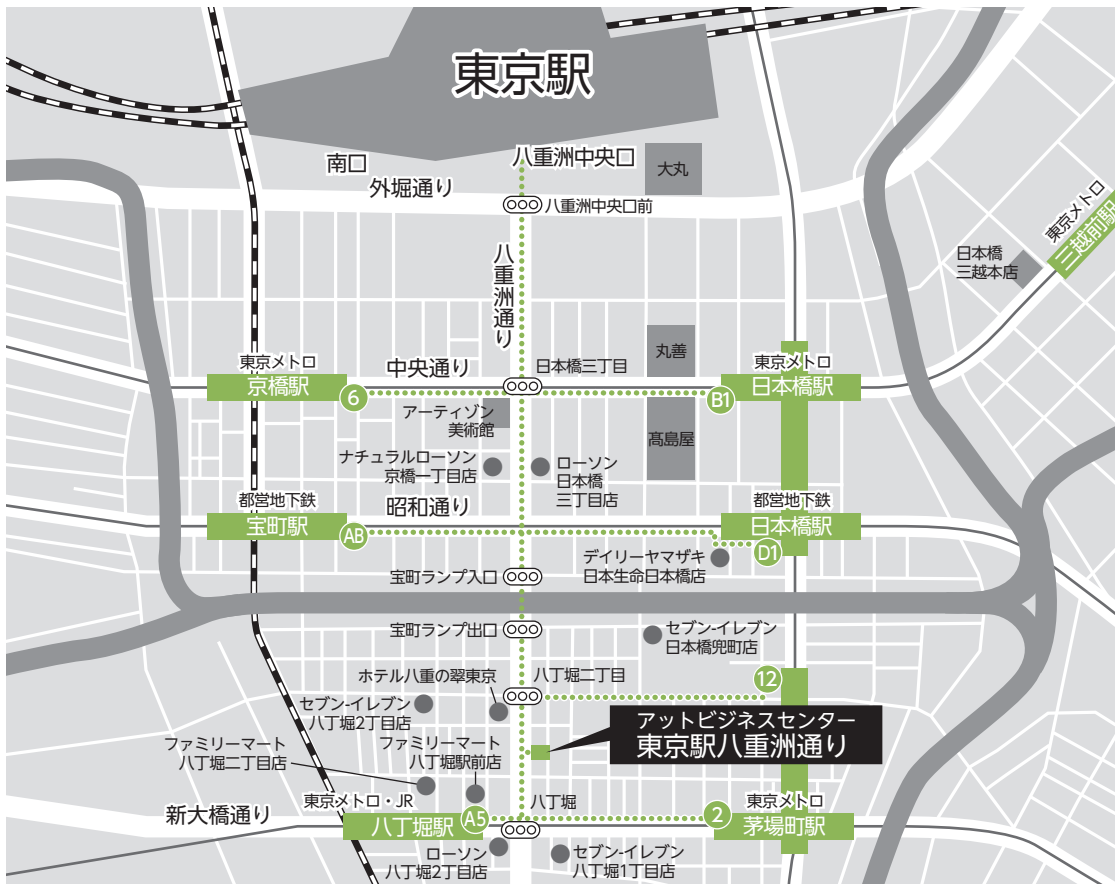 東京駅
南口
八重洲中央口
大丸
外堀通り
八重洲中央口前
東京メトロ
三越前駅
日本橋
三越本店
八重洲通り
丸善
東京メトロ
京橋駅
6
中央通り
日本橋三丁目
B1
東京メトロ
日本橋駅
アーティゾン
美術館
髙島屋
ナチュラルローソン
京橋一丁目店
ローソン
日本橋
三丁目店
都営地下鉄
宝町駅
A8
昭和通り
都営地下鉄
日本橋駅
D1
デイリーヤマザキ
日本生命日本橋店
宝町ランプ入口
宝町ランプ出口
セブン-イレブン
日本橋兜町店
ホテル八重の翠東京
八丁堀二丁目
12
セブン-イレブン
八丁堀2丁目店
アットビジネスセンター
東京駅八重洲通り
ファミリーマート
八丁堀二丁目店
ファミリーマート
八丁堀駅前店
新大橋通り
東京メトロ・JR
八丁堀駅
A5
八丁堀
2
東京メトロ
茅場町駅
ローソン
八丁堀2丁目店
セブン-イレブン
八丁堀1丁目店